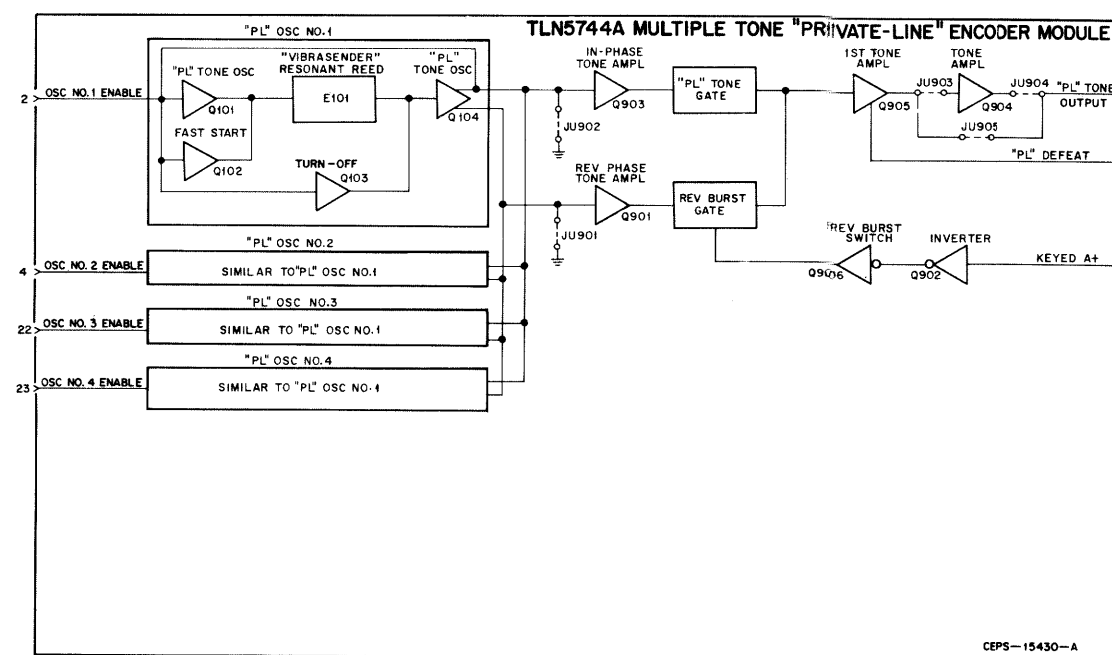 TLN5744A MULTIPLE TONE "PRIVATE-LINE" ENCODER MODULE
"PL" OSC NO.1
"PL" TONE OSC
Q101
"VIBRASENDER"
RESONANT REED
E101
"PL"
TONE OSC
Q104
2
OSC NO.1 ENABLE
FAST START
Q102
TURN-OFF
Q103
IN-PHASE
TONE AMPL
Q903
"PL" TONE
GATE
JU902
1ST TONE
AMPL
Q905
JU903
TONE
AMPL
Q904
JU904
"PL" TONE
OUTPUT
JU905
"PL" DEFEAT
REV PHASE
TONE AMPL
Q901
REV BURST
GATE
JU901
REV BURST
SWITCH
Q906
INVERTER
Q902
KEYED A+
"PL" OSC NO.2
4
OSC NO. 2 ENABLE
SIMILAR TO "PL" OSC NO.1
"PL" OSC NO.3
22
OSC NO. 3 ENABLE
SIMILAR TO "PL" OSC NO.1
"PL" OSC NO.4
23
OSC NO. 4 ENABLE
SIMILAR TO "PL" OSC NO.1
CEPS-15430-A